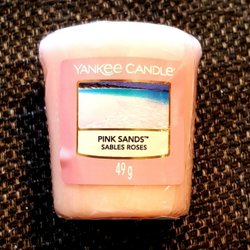 YANKEE CANDLE
PINK SANDS™
SABLES ROSES
49 g